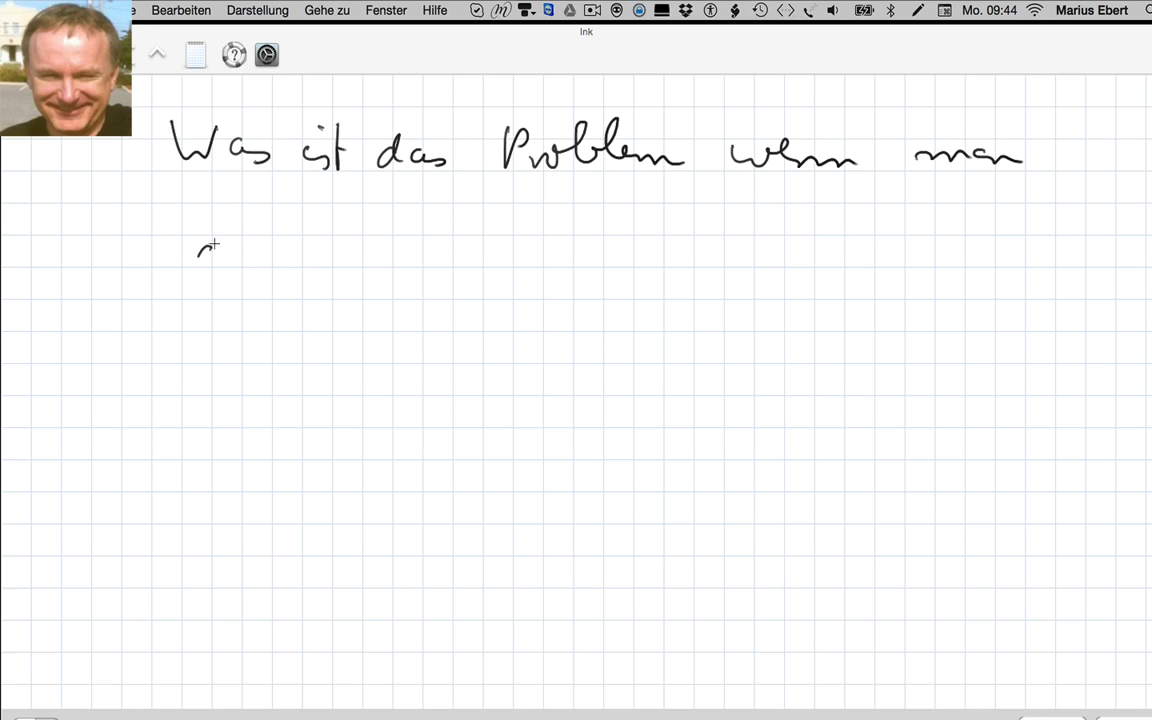 Bearbeiten Darstellung Gehe zu Fenster Hilfe Mo. 09:44 Marius Ebert
Ink
Was ist das Problem wenn man